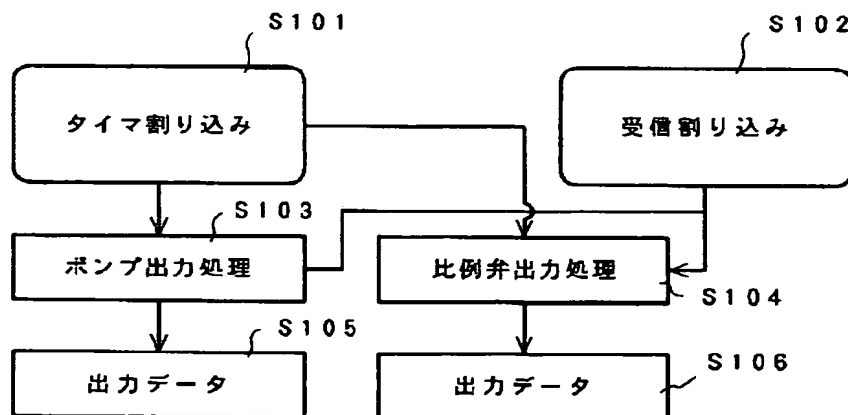 S101
S102
タイマ割り込み
受信割り込み
S103
ポンプ出力処理
比例弁出力処理
S104
S105
出力データ
出力データ
S106